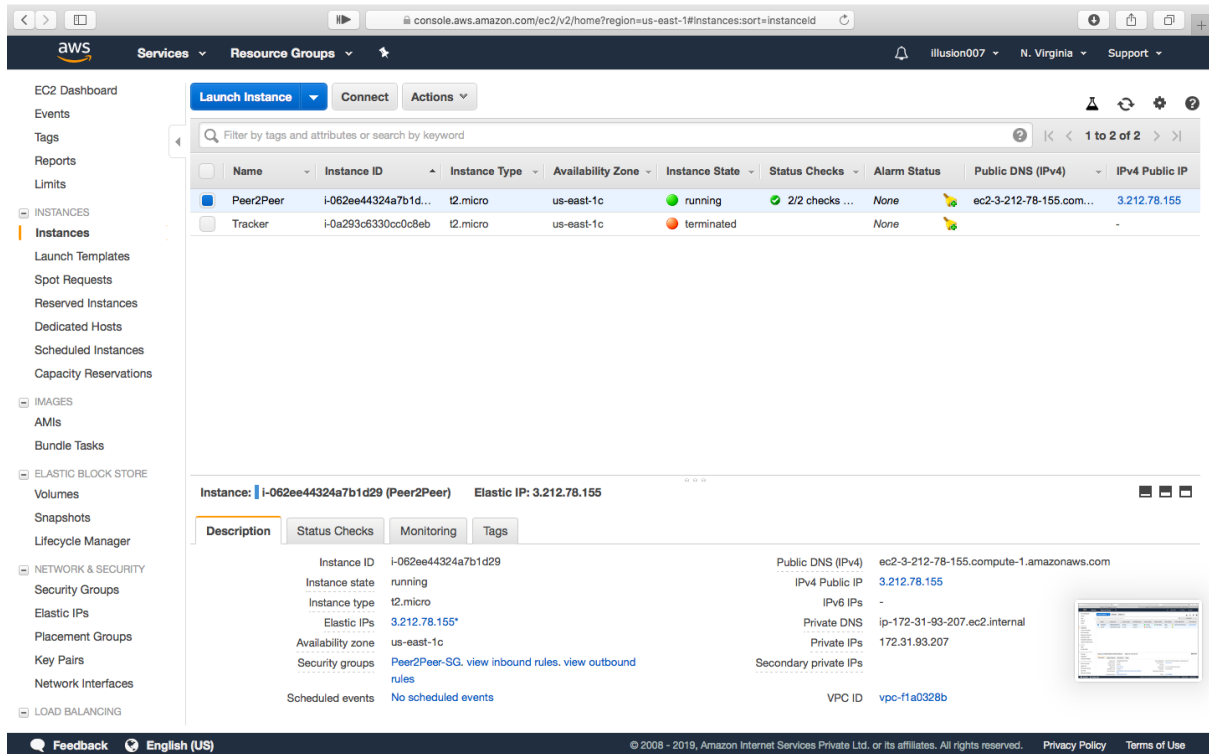 console.aws.amazon.com/ec2/v2/home?region=us-east-1#Instances:sort=instanceId
aws Services Resource Groups illusion007 N. Virginia Support
EC2 Dashboard
Events
Tags
Reports
Limits
INSTANCES
Instances
Launch Templates
Spot Requests
Reserved Instances
Dedicated Hosts
Scheduled Instances
Capacity Reservations
IMAGES
AMIs
Bundle Tasks
ELASTIC BLOCK STORE
Volumes
Snapshots
Lifecycle Manager
NETWORK & SECURITY
Security Groups
Elastic IPs
Placement Groups
Key Pairs
Network Interfaces
LOAD BALANCING
Launch Instance Connect Actions
Filter by tags and attributes or search by keyword 1 to 2 of 2
Name Instance ID Instance Type Availability Zone Instance State Status Checks Alarm Status Public DNS (IPv4) IPv4 Public IP
Peer2Peer i-062ee44324a7b1d... t2.micro us-east-1c running 2/2 checks ... None ec2-3-212-78-155.com... 3.212.78.155
Tracker i-0a293c6330cc0c8eb t2.micro us-east-1c terminated None -
Instance: i-062ee44324a7b1d29 (Peer2Peer) Elastic IP: 3.212.78.155
Description Status Checks Monitoring Tags
Instance ID i-062ee44324a7b1d29 Public DNS (IPv4) ec2-3-212-78-155.compute-1.amazonaws.com
Instance state running IPv4 Public IP 3.212.78.155
Instance type t2.micro IPv6 IPs -
Elastic IPs 3.212.78.155* Private DNS ip-172-31-93-207.ec2.internal
Availability zone us-east-1c Private IPs 172.31.93.207
Security groups Peer2Peer-SG. view inbound rules. view outbound Secondary private IPs
rules
Scheduled events No scheduled events VPC ID vpc-f1a0328b
Feedback English (US) © 2008 - 2019, Amazon Internet Services Private Ltd. or its affiliates. All rights reserved. Privacy Policy Terms of Use